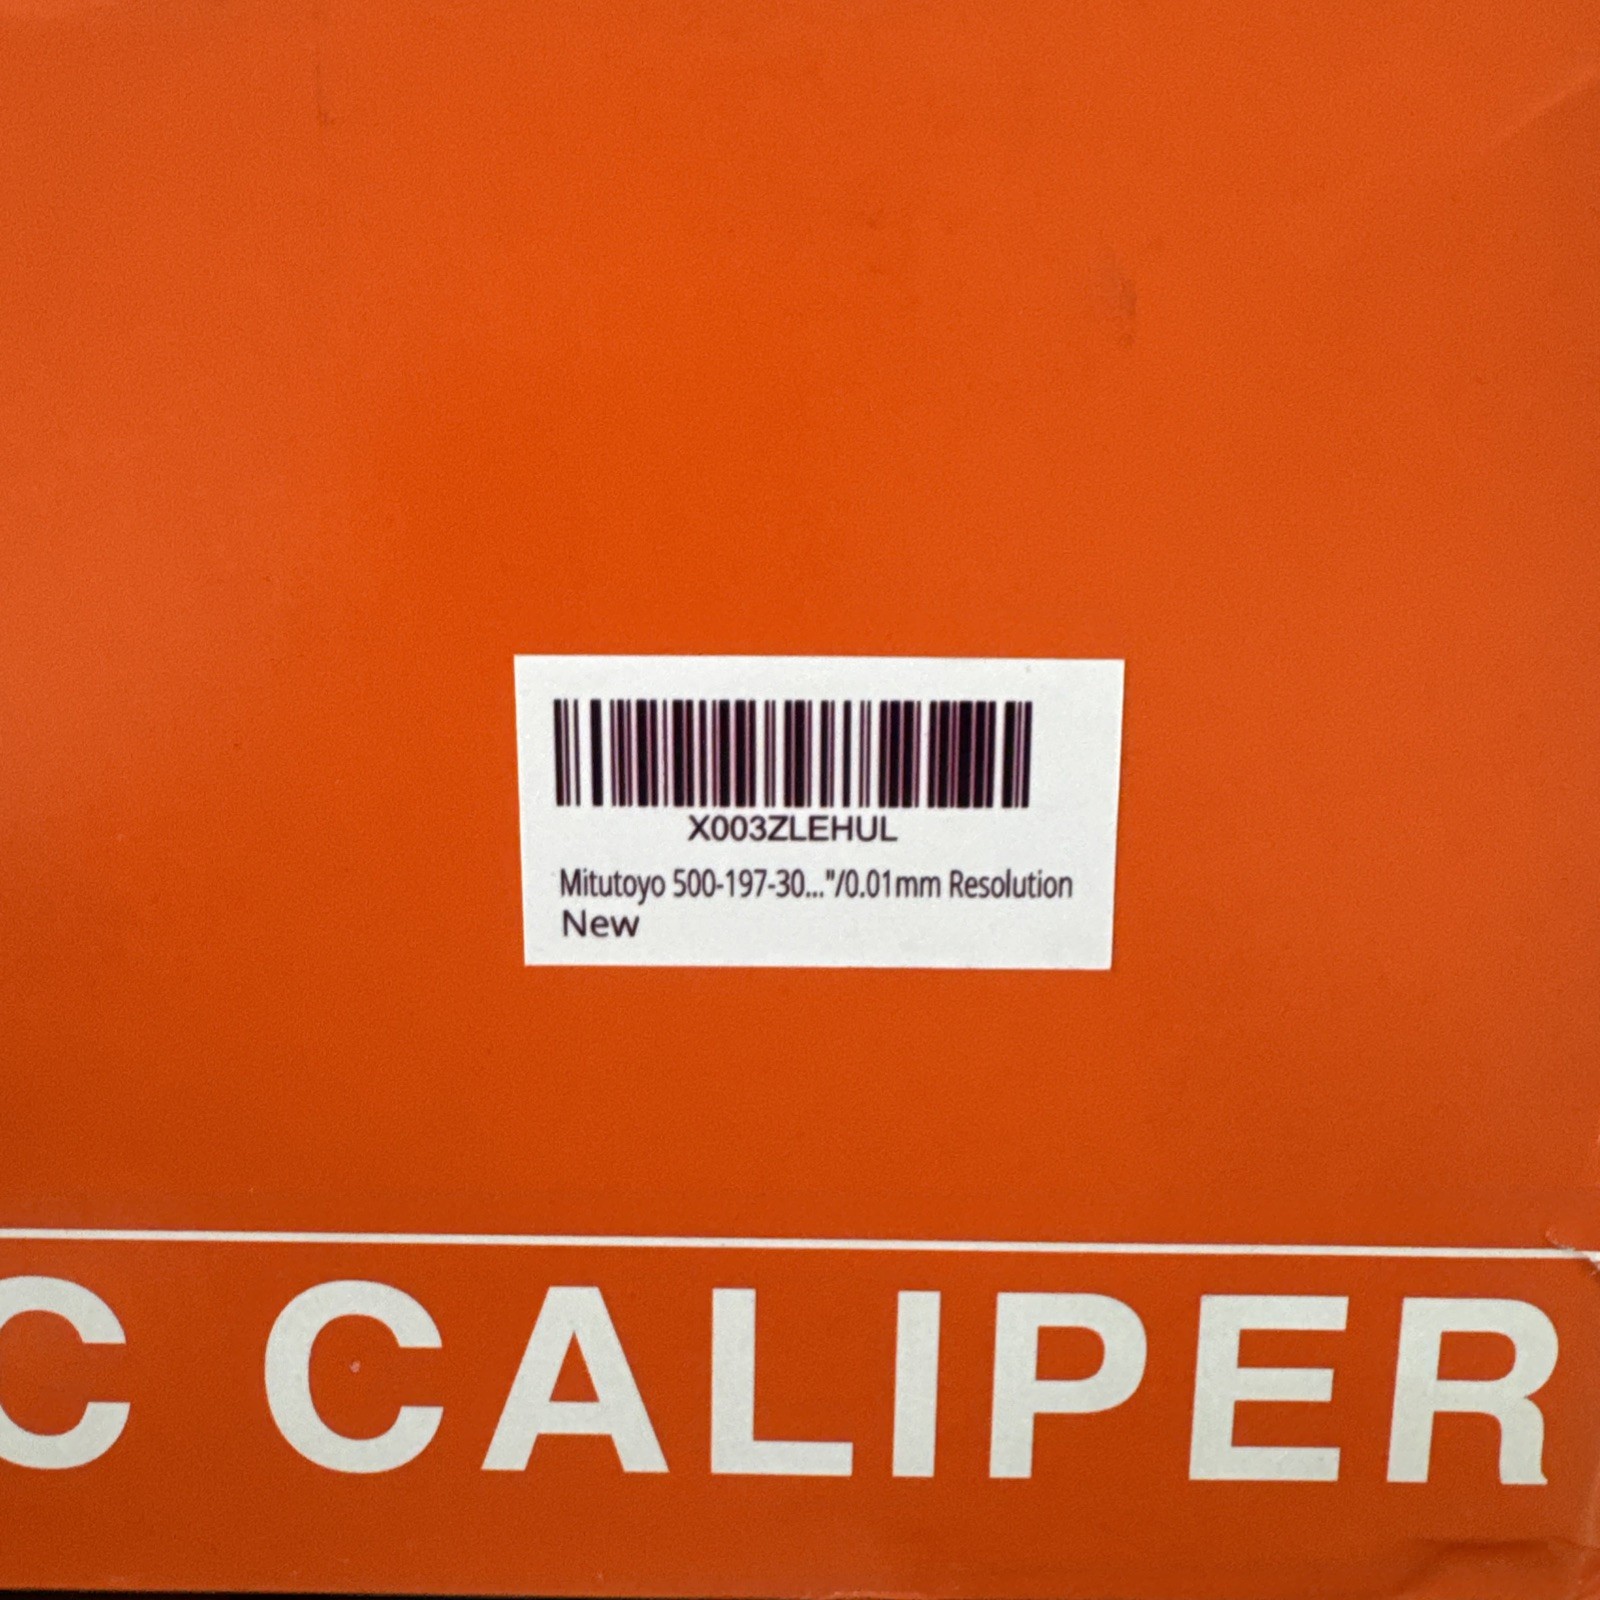 X003ZLEHUL
Mitutoyo 500-197-30..."/0.01mm Resolution
New
C CALIPER